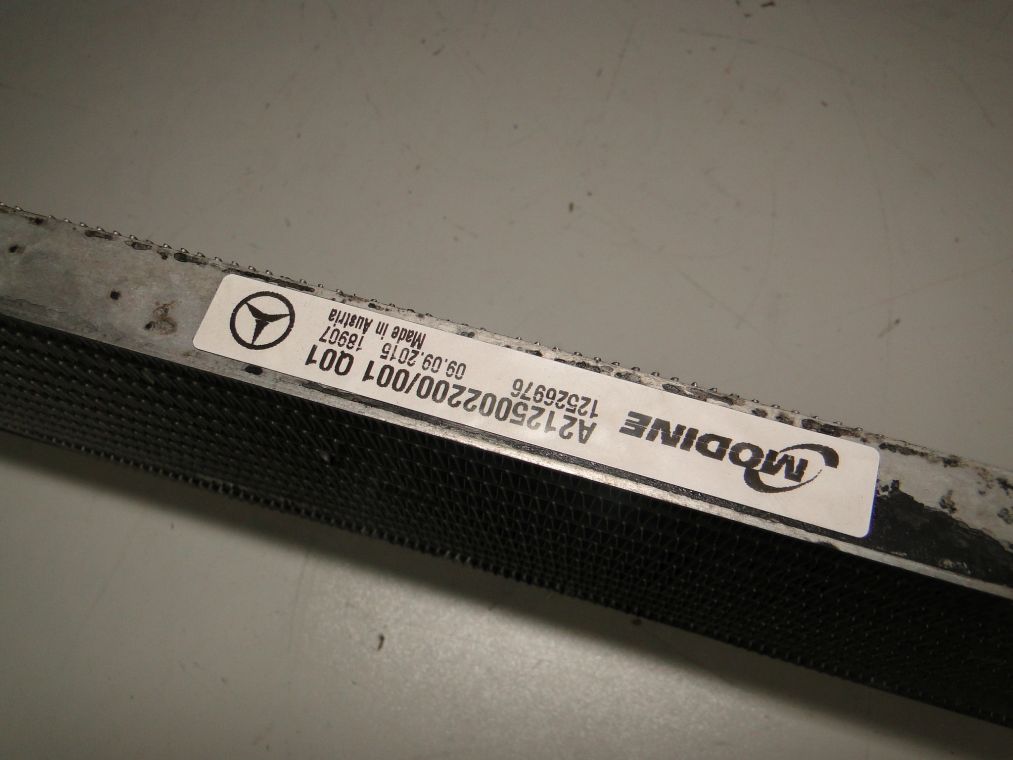 MODINE
A2125002200/001 Q01
12526976
09.09.2015 18907
Made in Austria